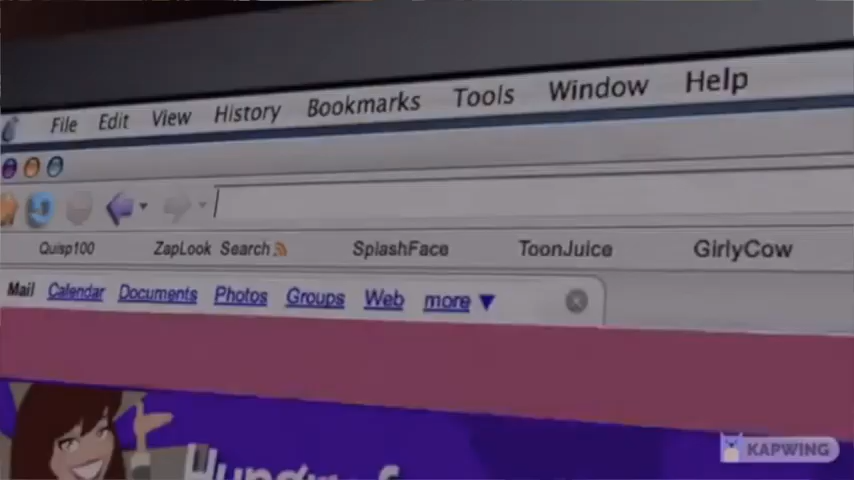 File Edit View History Bookmarks Tools Window Help
Quisp100 ZapLook Search SplashFace ToonJuice GirlyCow
Mail Calendar Documents Photos Groups Web more
KAPWING